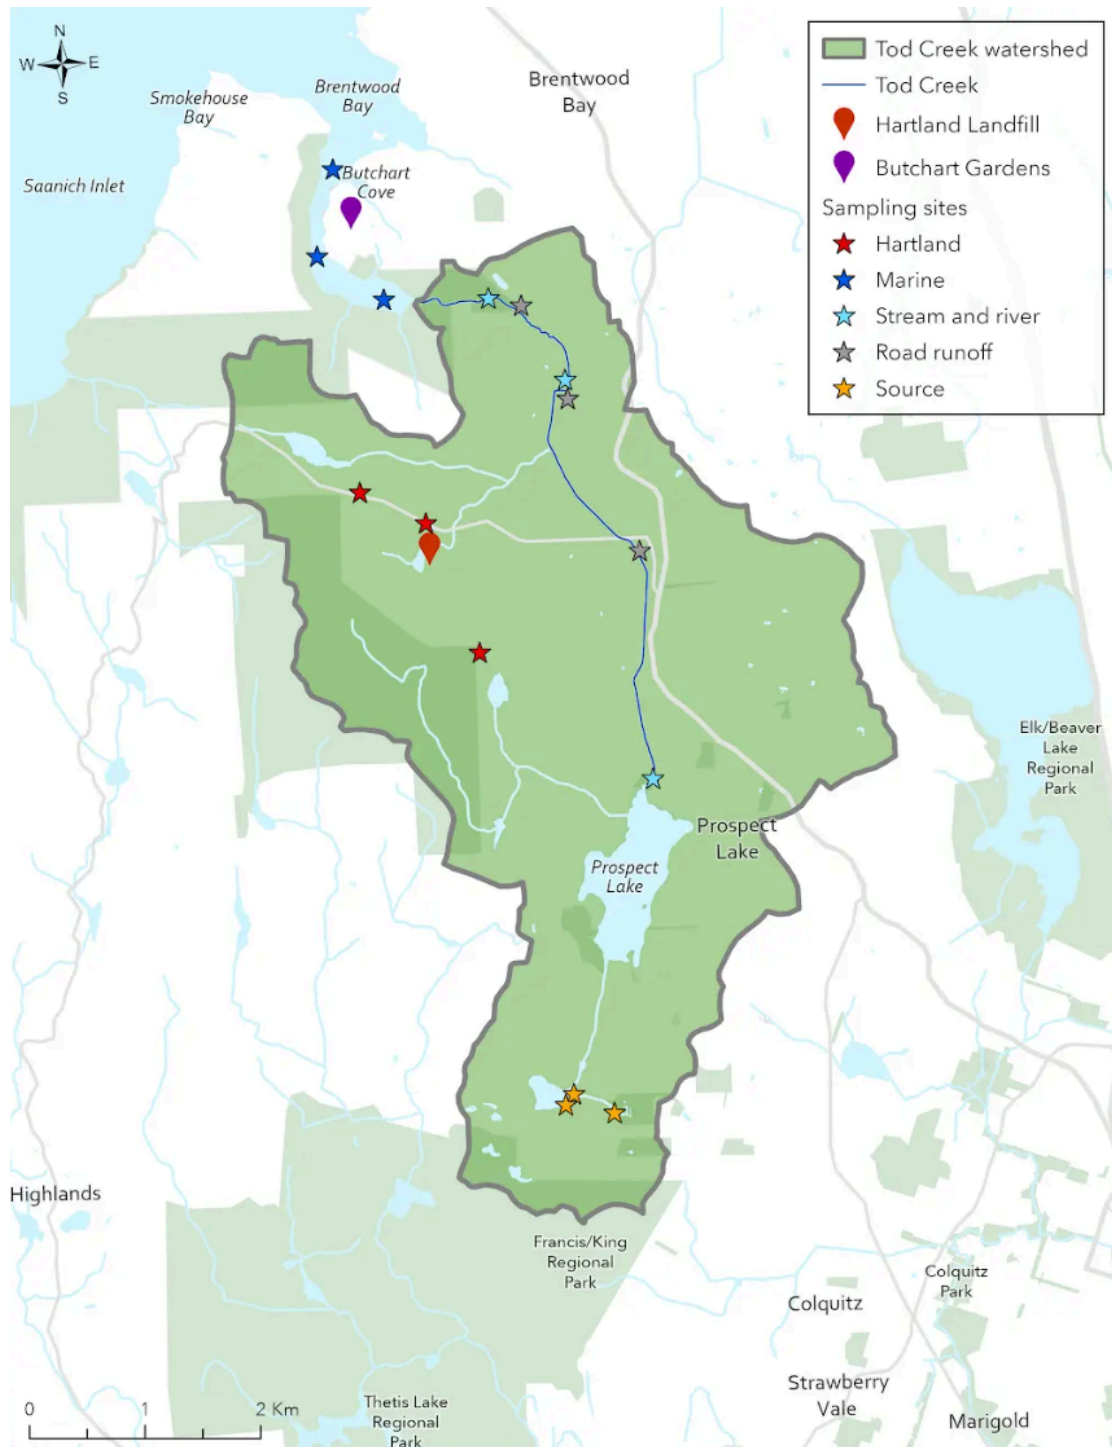 N
W
E
S
Smokehouse
Bay
Brentwood
Bay
Brentwood
Bay
Saanich Inlet
Butchart
Cove
Tod Creek watershed
Tod Creek
Hartland Landfill
Butchart Gardens
Sampling sites
Hartland
Marine
Stream and river
Road runoff
Source
Elk/Beaver
Lake
Regional
Park
Prospect
Lake
Prospect
Lake
Highlands
Francis/King
Regional
Park
Colquitz
Park
Colquitz
Strawberry
Vale
Marigold
Thetis Lake
Regional
Park
0 1 2 Km